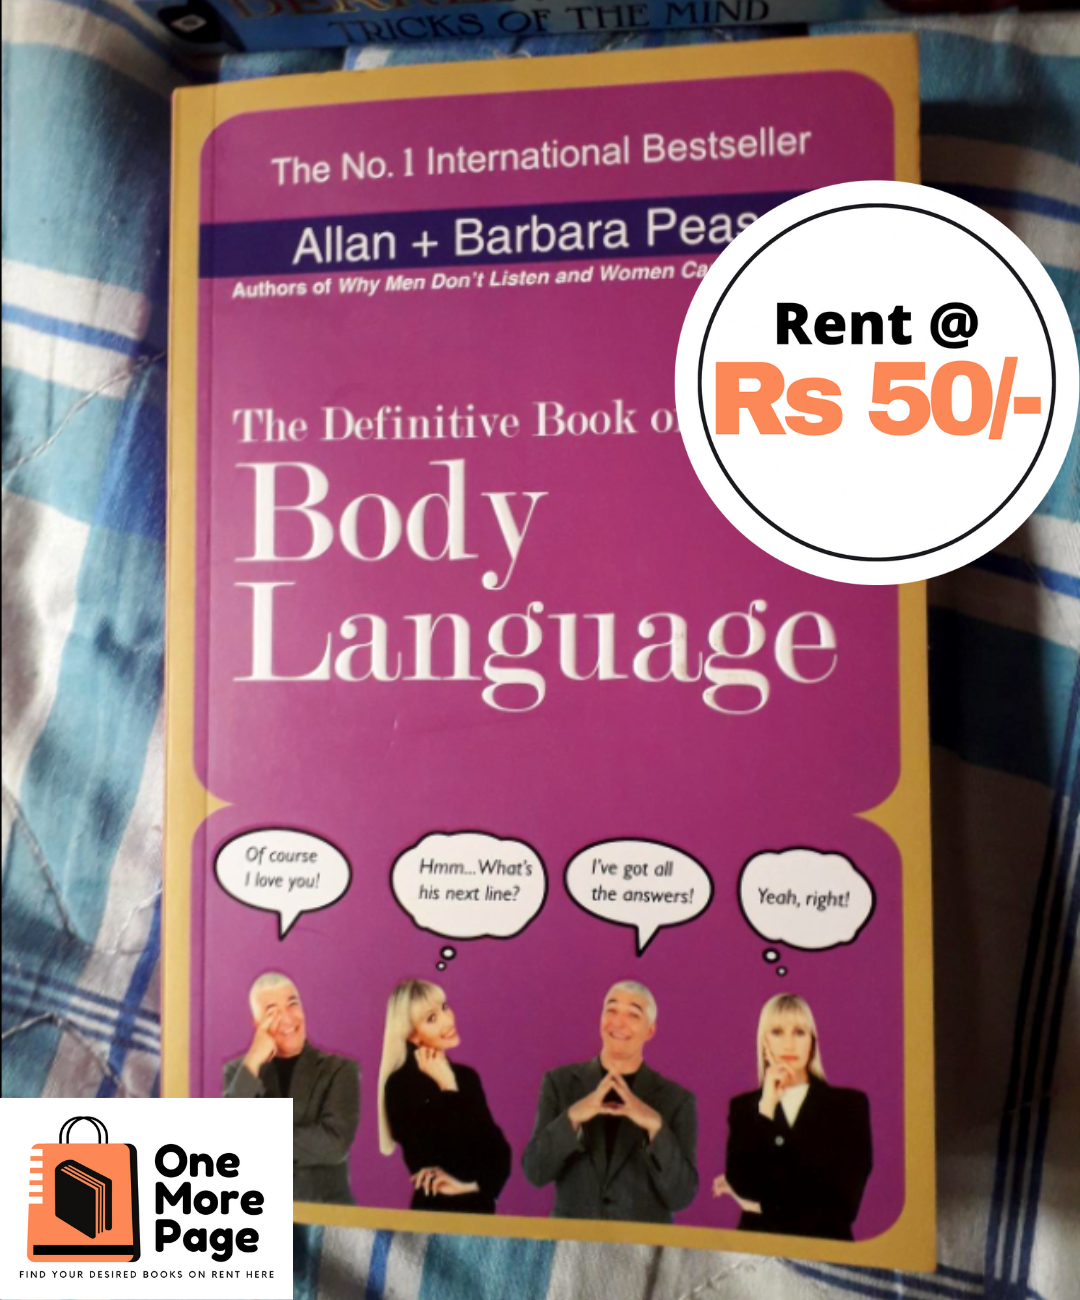 TRICKS OF THE MIND
The No. 1 International Bestseller
Allan + Barbara Peas
Authors of Why Men Don't Listen and Women Ca
Rent @
Rs 50/-
The Definitive Book o
Body
Language
Of course
I love you!
Hmm...What's
his next line?
I've got all
the answers!
Yeah, right!
One
More
Page
FIND YOUR DESIRED BOOKS ON RENT HERE